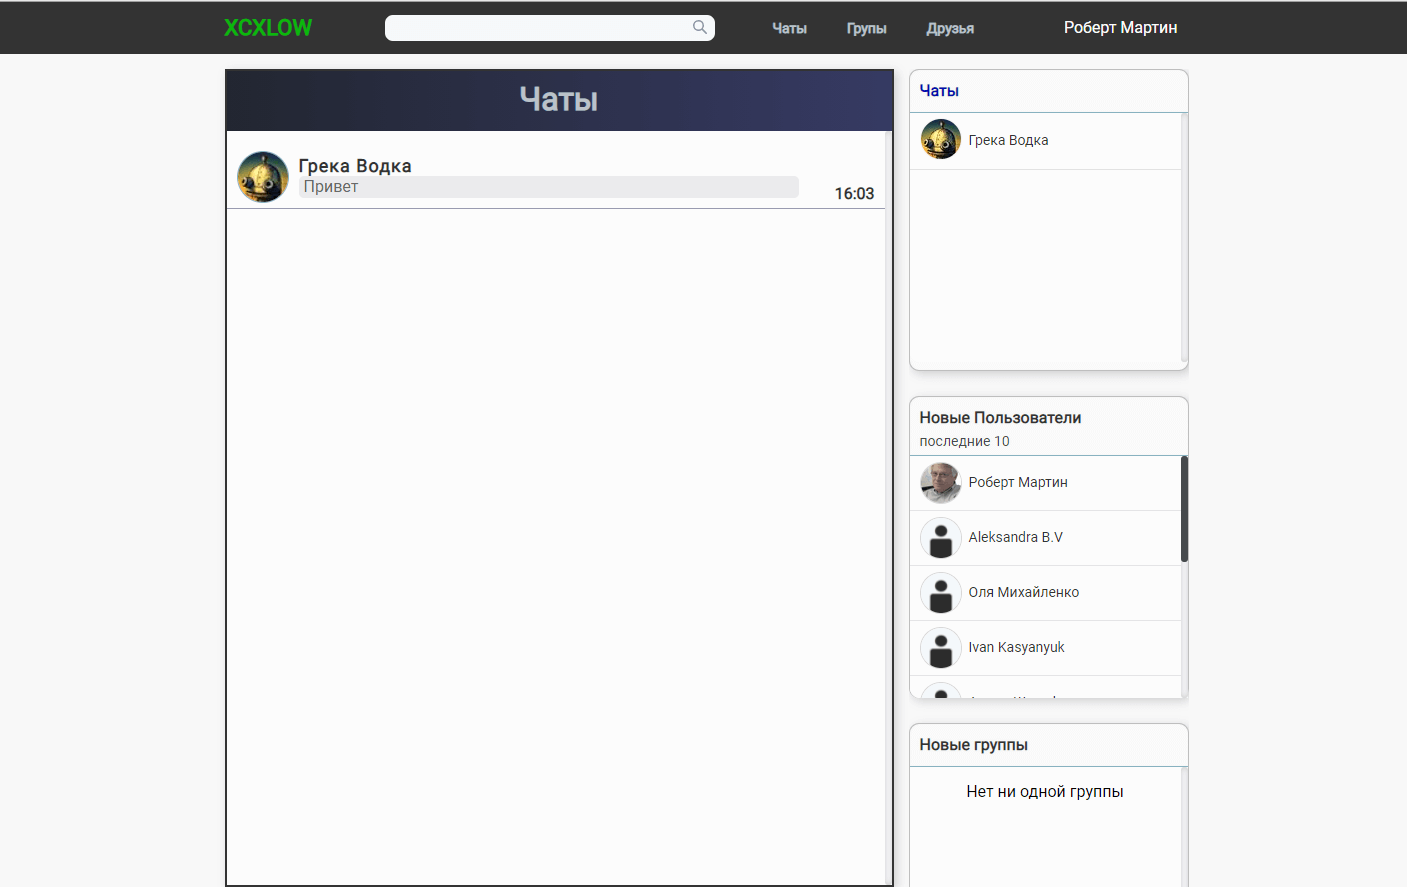 XCXLOW
Чаты
Групы
Друзья
Роберт Мартин
Чаты
Грека Водка
Привет
16:03
Чаты
Грека Водка
Новые Пользователи
последние 10
Роберт Мартин
Aleksandra B.V
Оля Михайленко
Ivan Kasyanyuk
Новые группы
Нет ни одной группы